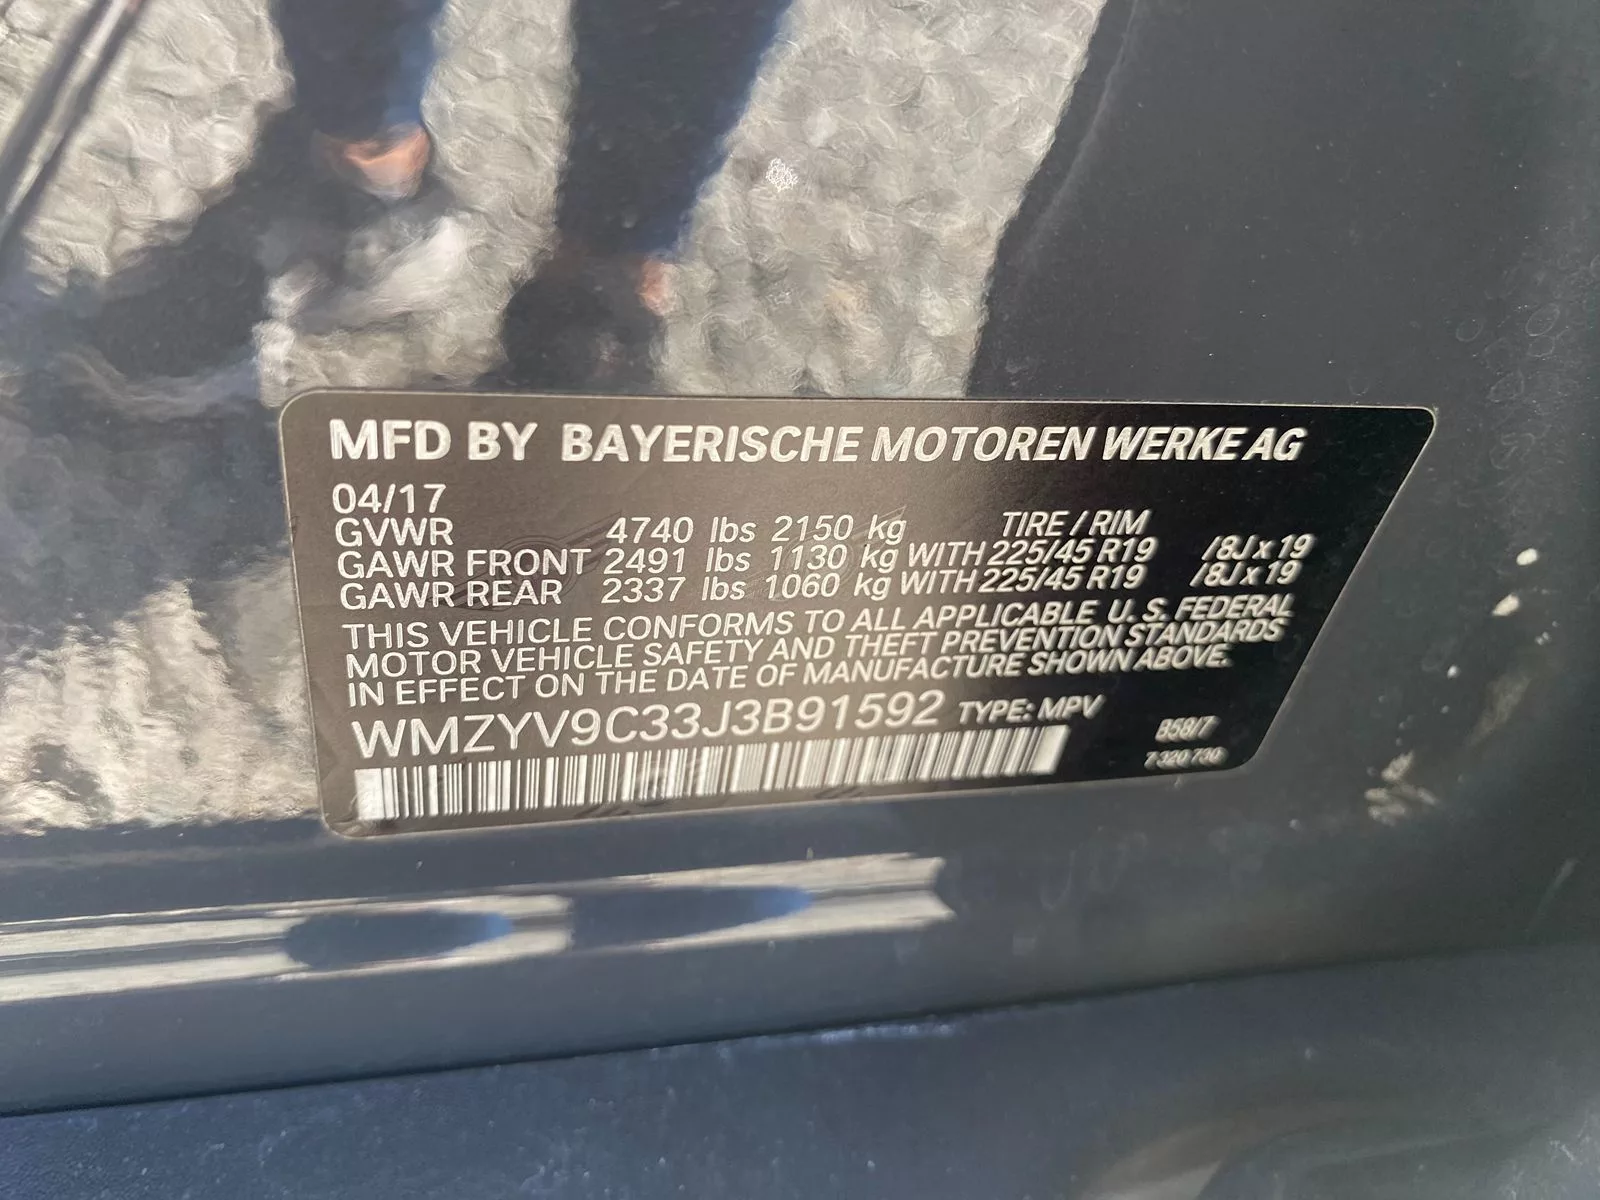 MFD BY BAYERISCHE MOTOREN WERKE AG
04/17
GVWR 4740 lbs 2150 kg TIRE / RIM
GAWR FRONT 2491 lbs 1130 kg WITH 225/45 R19 /8J x 19
GAWR REAR 2337 lbs 1060 kg WITH 225/45 R19 /8J x 19
THIS VEHICLE CONFORMS TO ALL APPLICABLE U. S. FEDERAL
MOTOR VEHICLE SAFETY AND THEFT PREVENTION STANDARDS
IN EFFECT ON THE DATE OF MANUFACTURE SHOWN ABOVE.
WMZYV9C33J3B91592 TYPE: MPV
B58/7
7 320 730